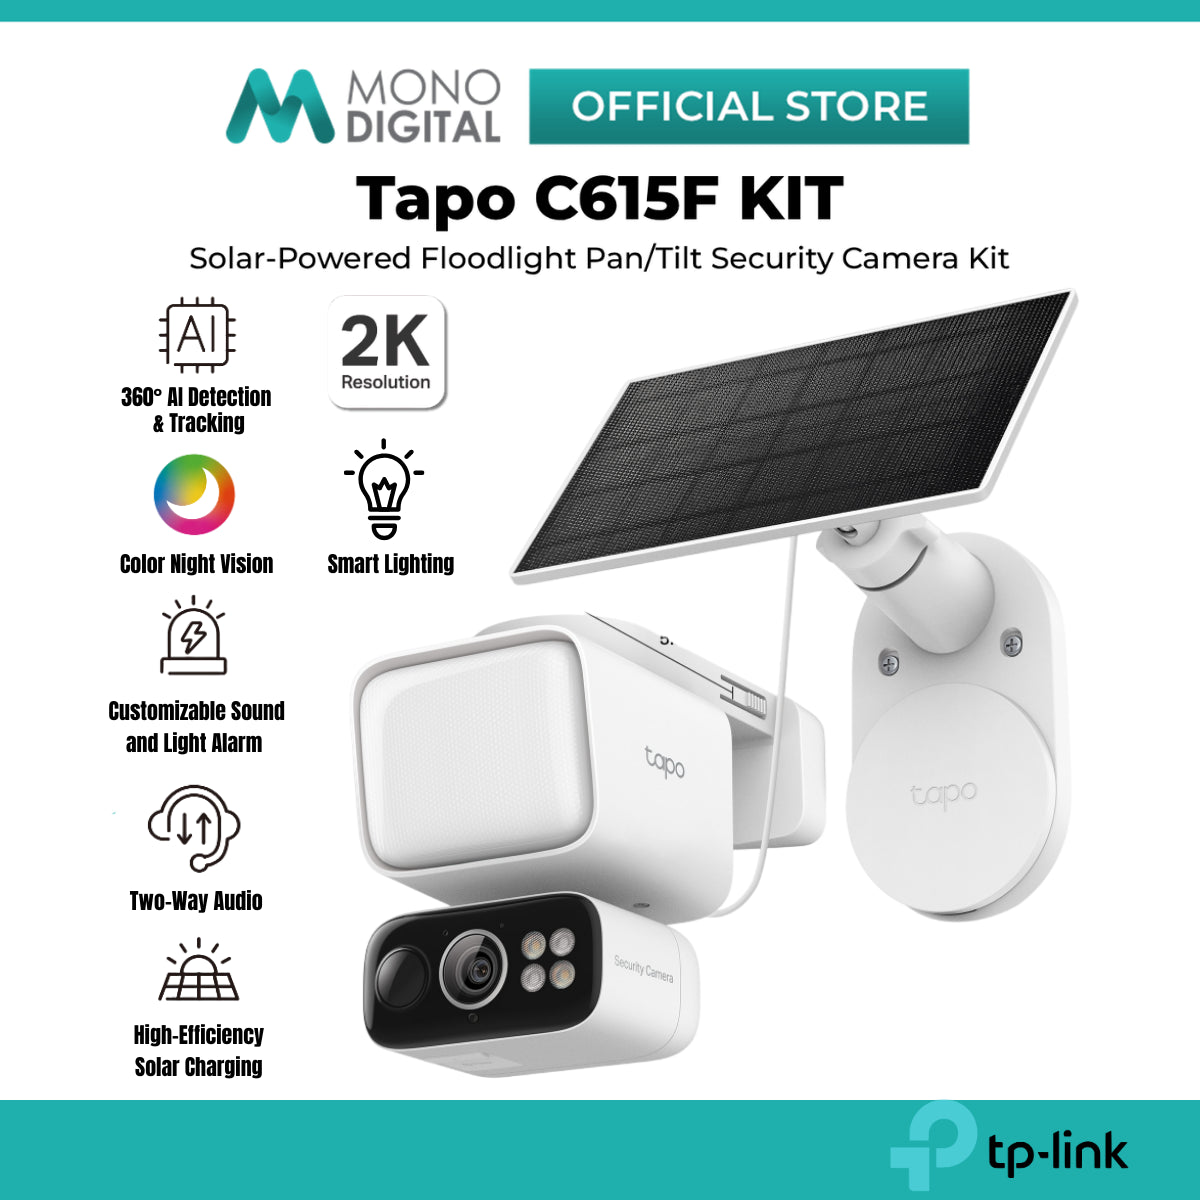 MONO
DIGITAL
OFFICIAL STORE
Tapo C615F KIT
Solar-Powered Floodlight Pan/Tilt Security Camera Kit
AI
360° AI Detection
& Tracking
2K
Resolution
Color Night Vision
Smart Lighting
Customizable Sound
and Light Alarm
Two-Way Audio
High-Efficiency
Solar Charging
5.
tapo
tapo
Security Camera
tp-link